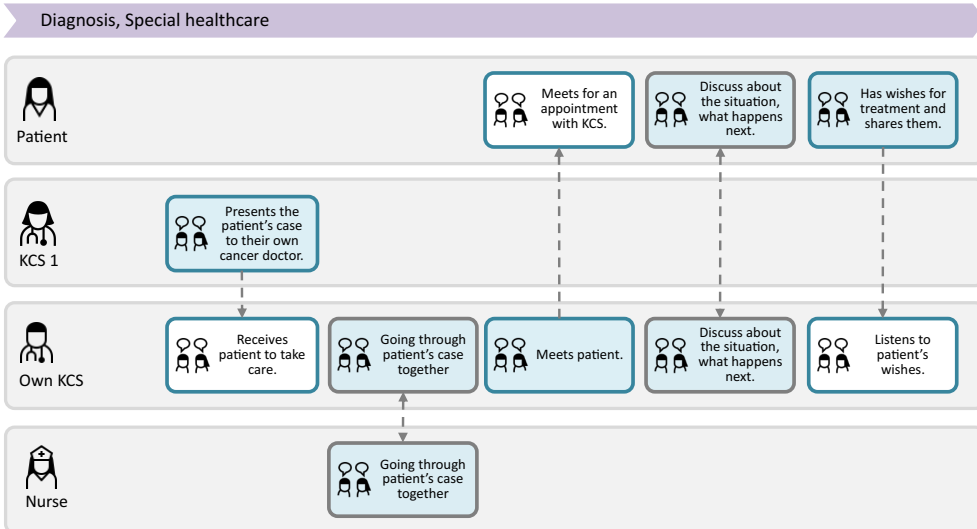 Diagnosis, Special healthcare
Patient
Meets for an
appointment
with KCS.
Discuss about
the situation,
what happens
next.
Has wishes for
treatment and
shares them.
KCS 1
Presents the
patient's case
to their own
cancer doctor.
Own KCS
Receives
patient to take
care.
Going through
patient's case
together
Meets patient.
Discuss about
the situation,
what happens
next.
Listens to
patient's
wishes.
Nurse
Going through
patient's case
together